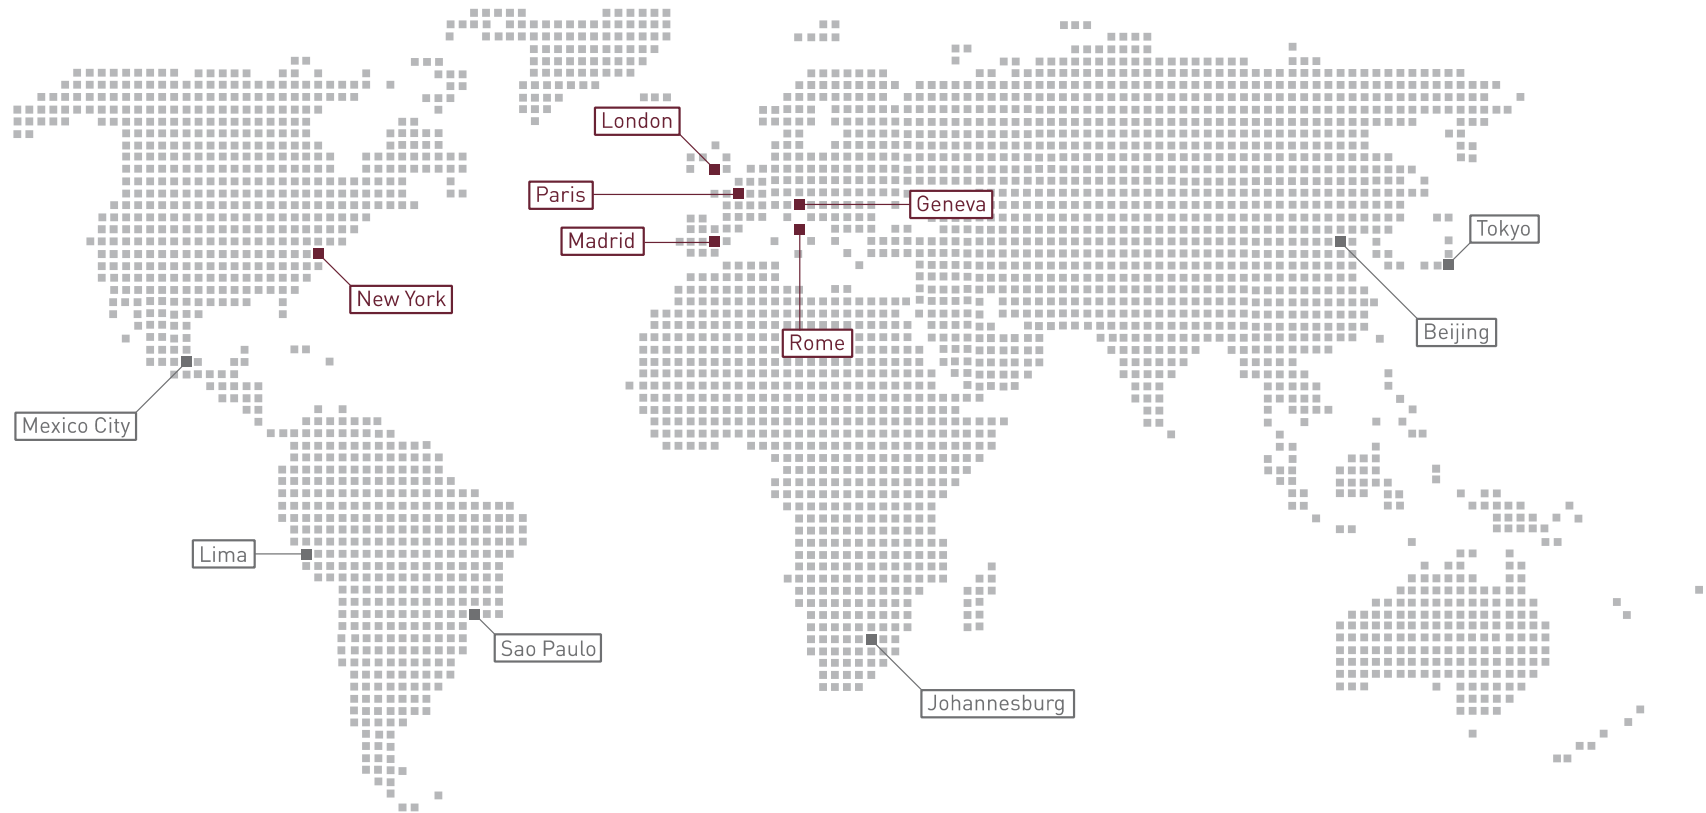 London
Paris
Geneva
Madrid
Tokyo
New York
Beijing
Rome
Mexico City
Lima
Sao Paulo
Johannesburg